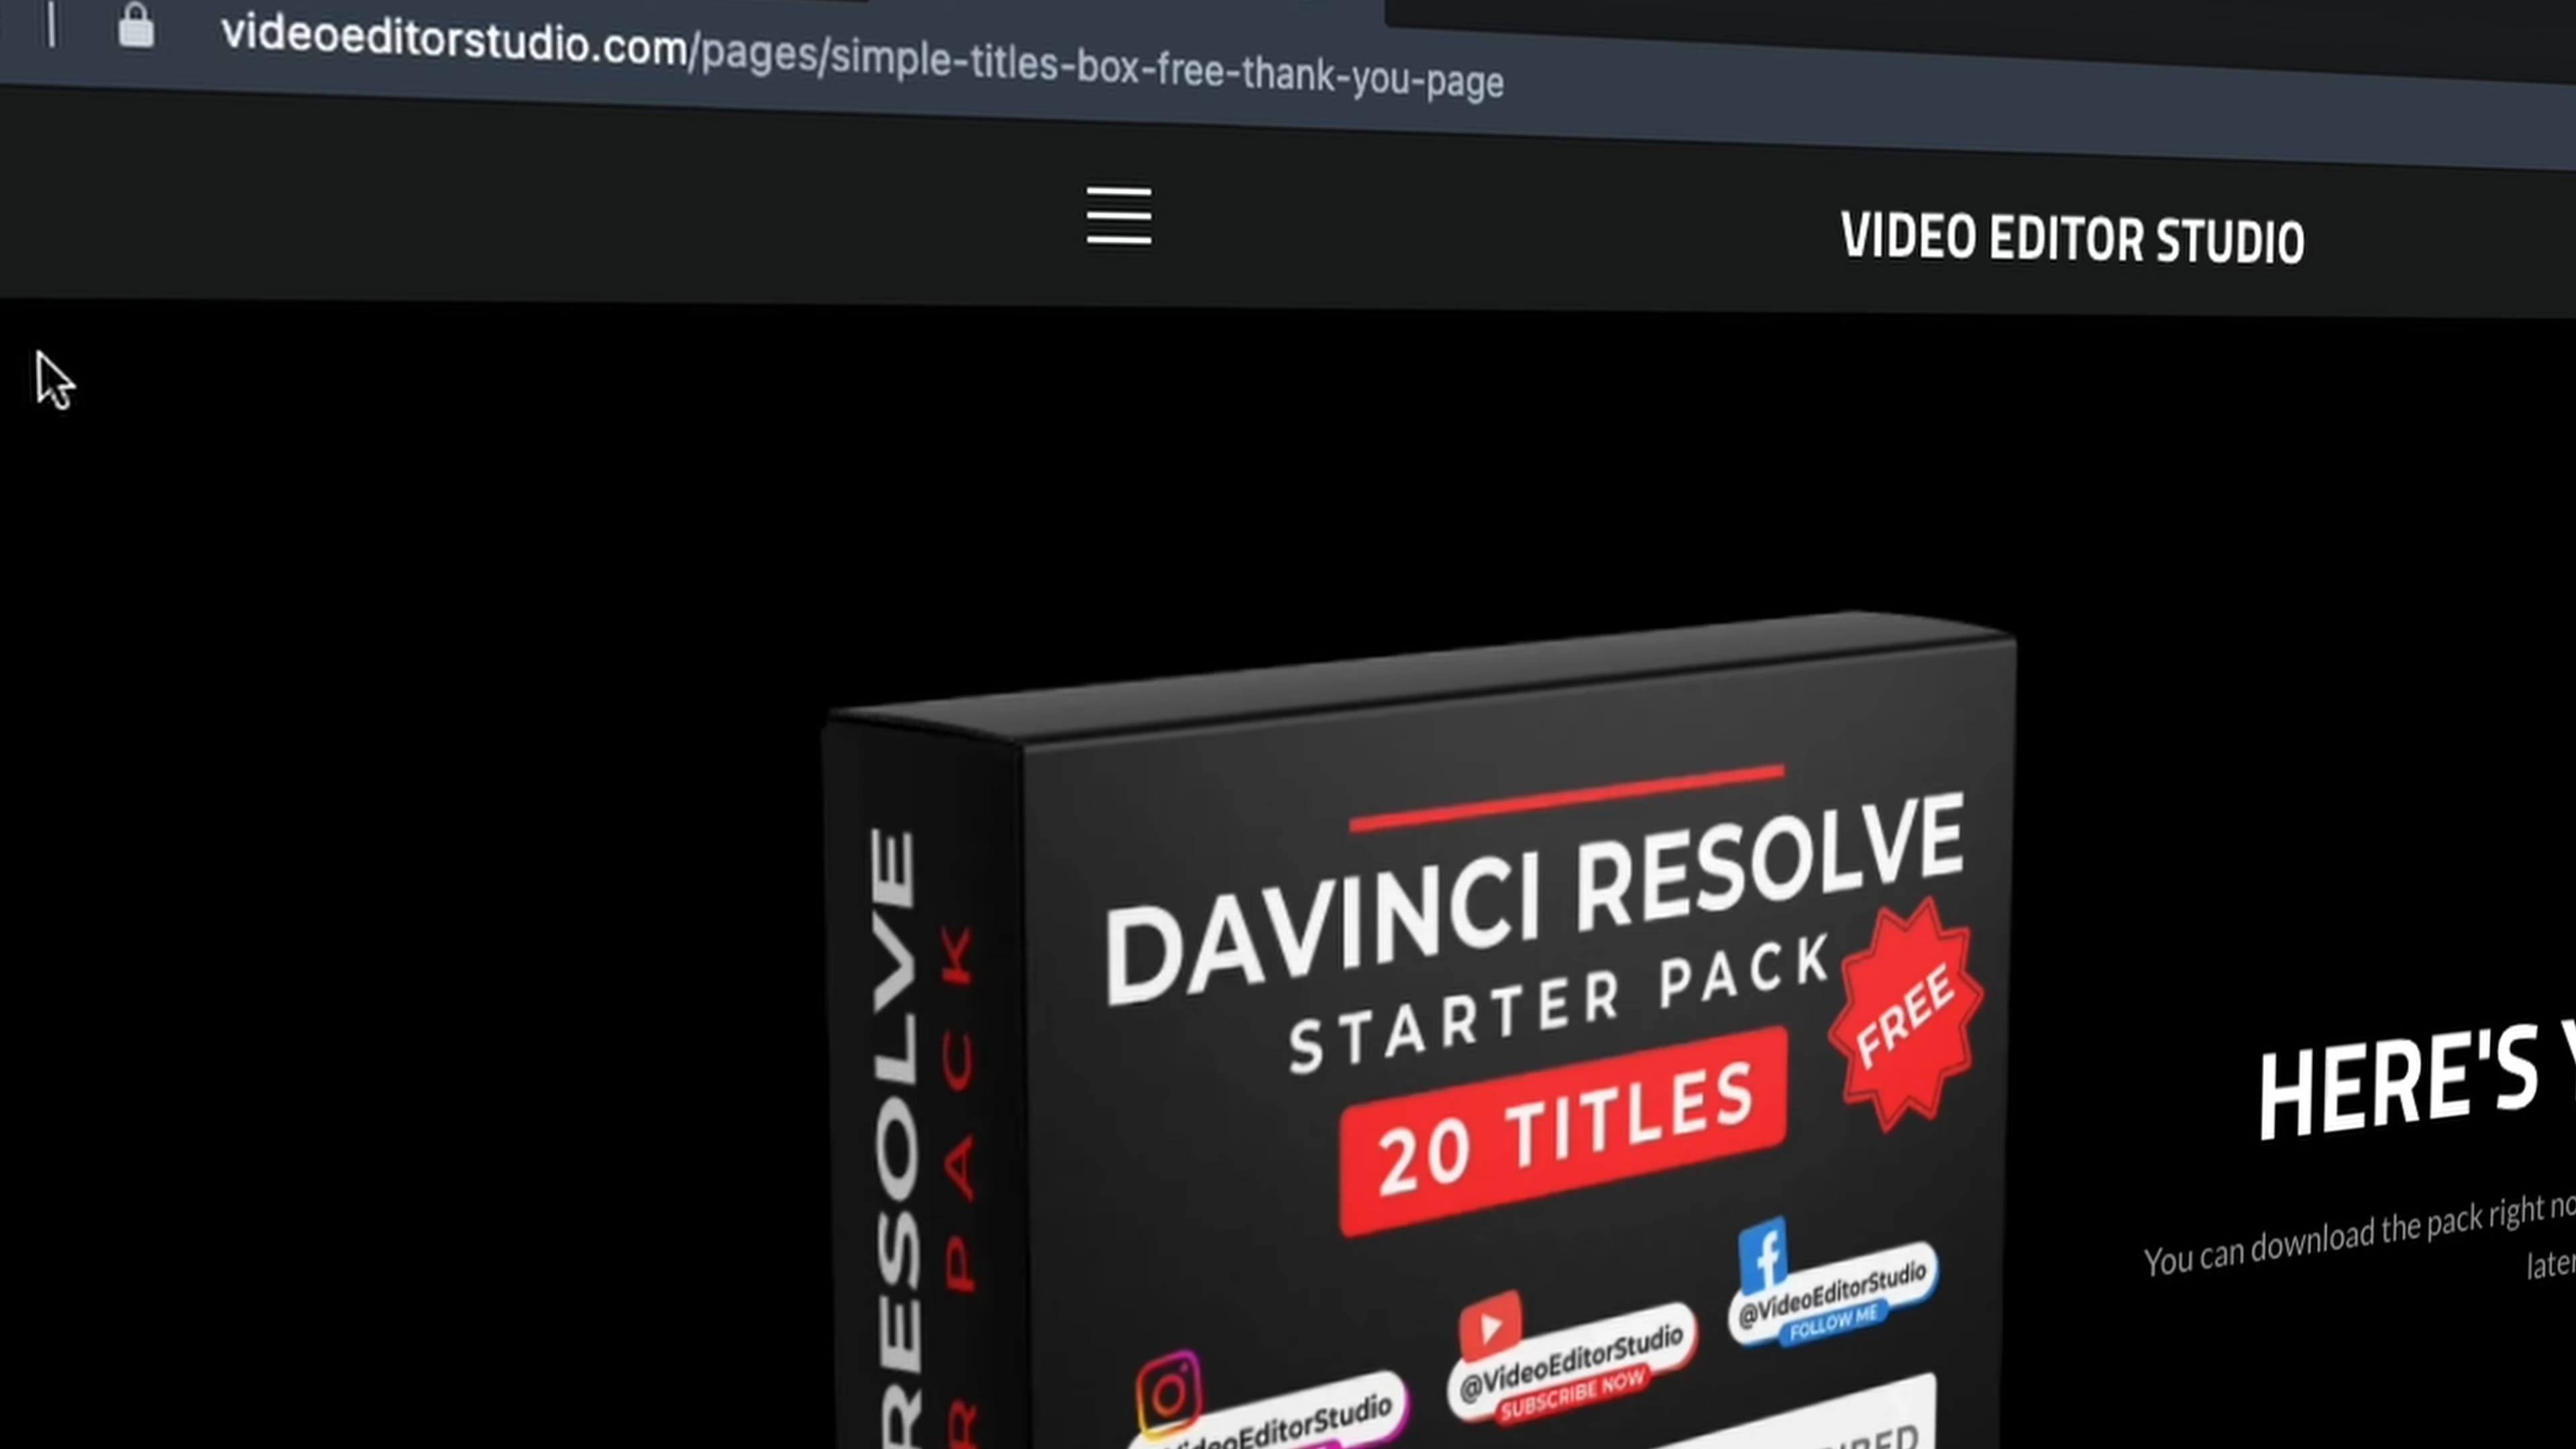 videoeditorstudio.com/pages/simple-titles-box-free-thank-you-page
VIDEO EDITOR STUDIO
DAVINCI RESOLVE
STARTER PACK
FREE
20 TITLES
RESOLVE
PACK
HERE'S
You can download the pack right
@VideoEditorStudio
FOLLOW ME
@VideoEditorStudio
SUBSCRIBE NOW